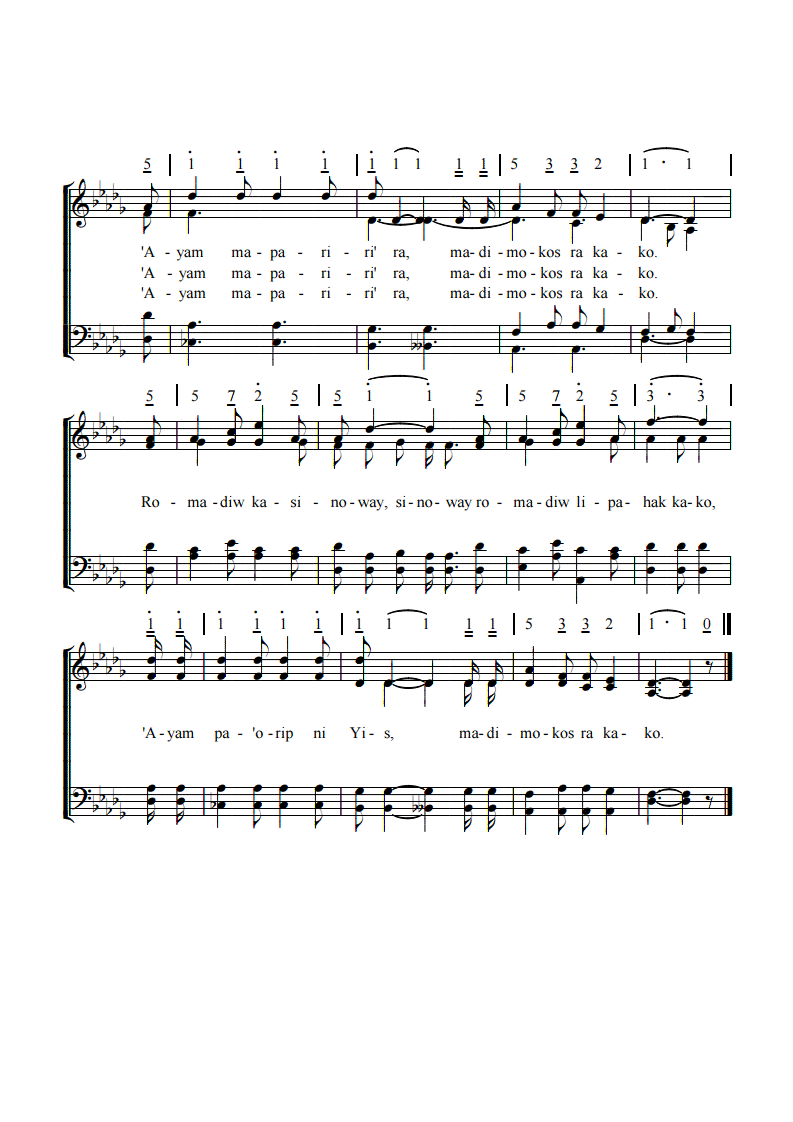 5 | 1̇ 1̇ 1̇ 1̇ | 1̇ 1 1 1 1 | 5 3 3 2 | 1 · 1 |
'A - yam ma - pa - ri - ri' ra, ma- di - mo- kos ra ka - ko.
'A - yam ma - pa - ri - ri' ra, ma- di - mo- kos ra ka - ko.
'A - yam ma - pa - ri - ri' ra, ma- di - mo- kos ra ka - ko.
5 | 5 7 2̇ 5 | 5 1̇ 1̇ 5 | 5 7 2̇ 5 | 3̇ · 3̇ |
Ro - ma - diw ka - si - no- way, si- no- way ro - ma- diw li - pa - hak ka- ko,
1̇ 1̇ | 1̇ 1̇ 1̇ 1̇ | 1̇ 1 1 1 1 | 5 3 3 2 | 1 · 1 0 ||
'A - yam pa - 'o - rip ni Yi - s, ma- di - mo - kos ra ka - ko.